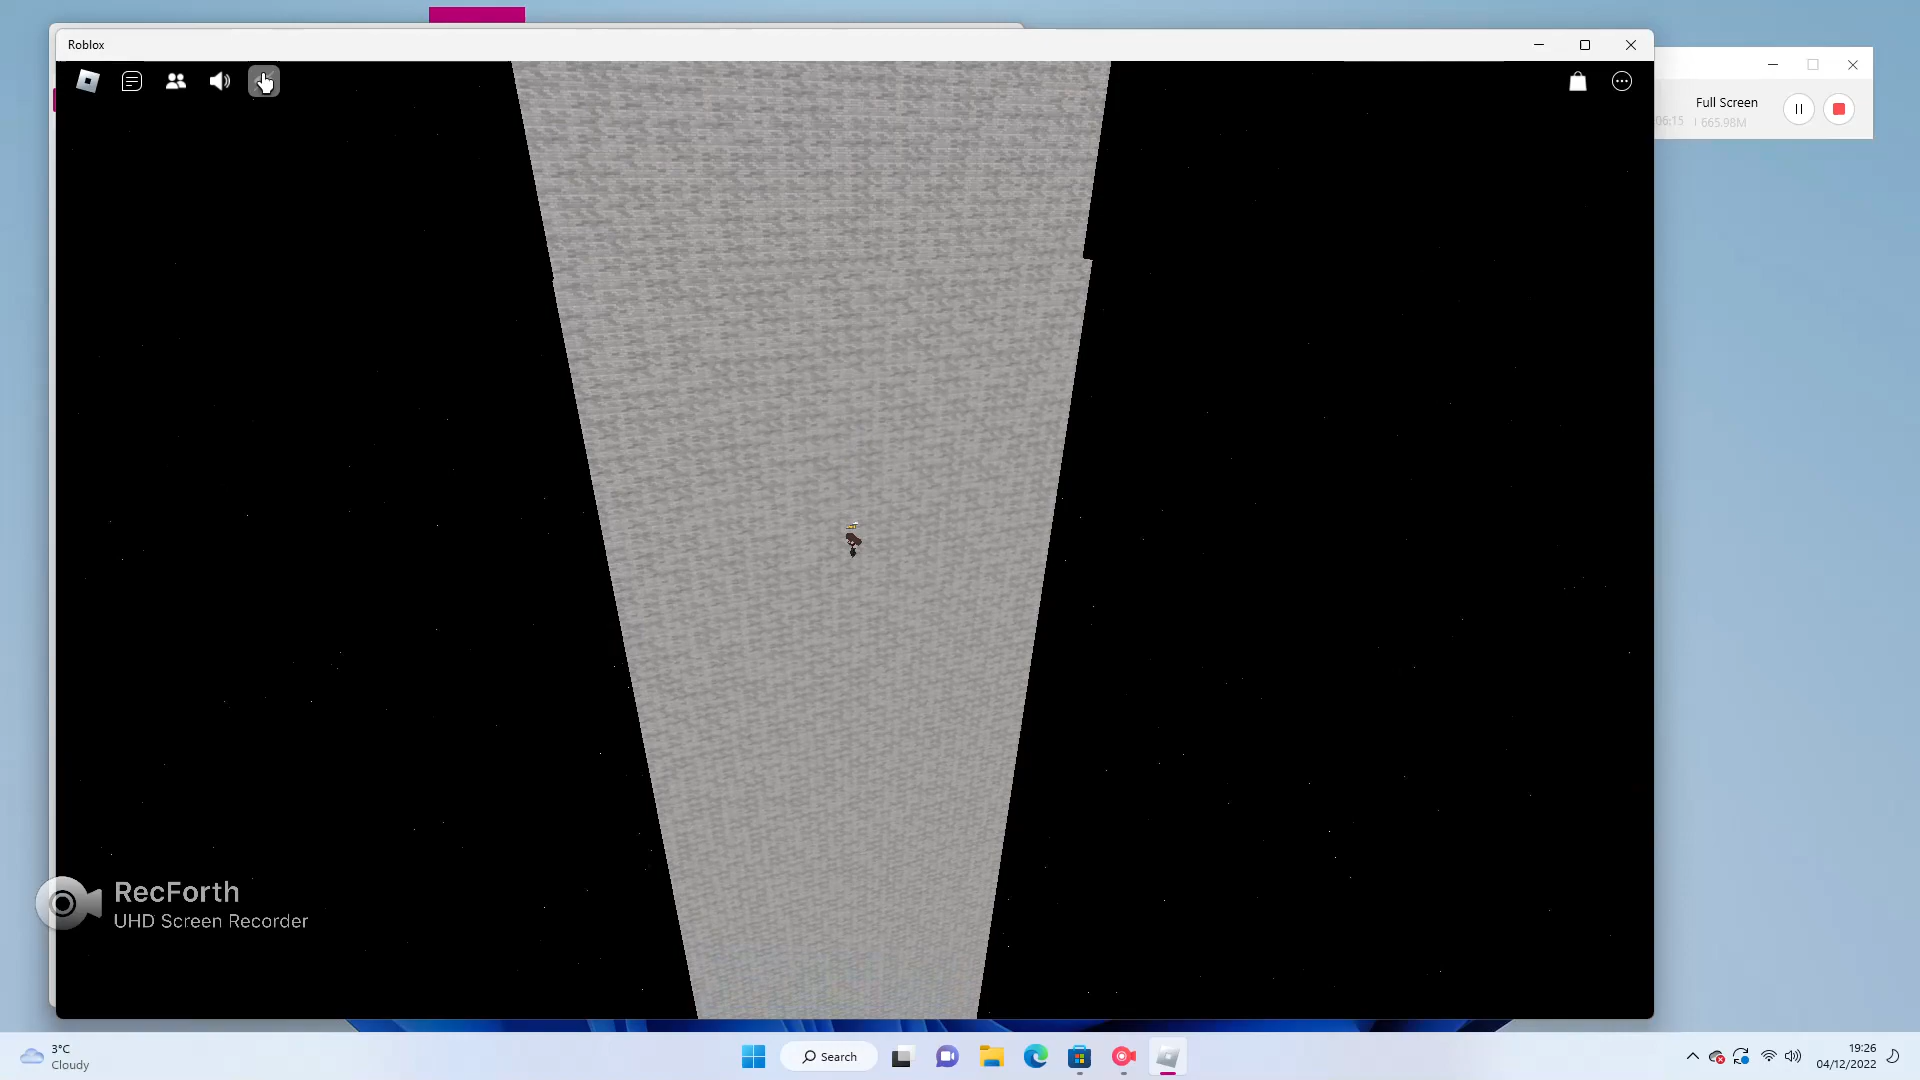 Roblox
Full Screen
06:15 665.98M
RecForth
UHD Screen Recorder
3°C
Cloudy
Search
19:26
04/12/2022